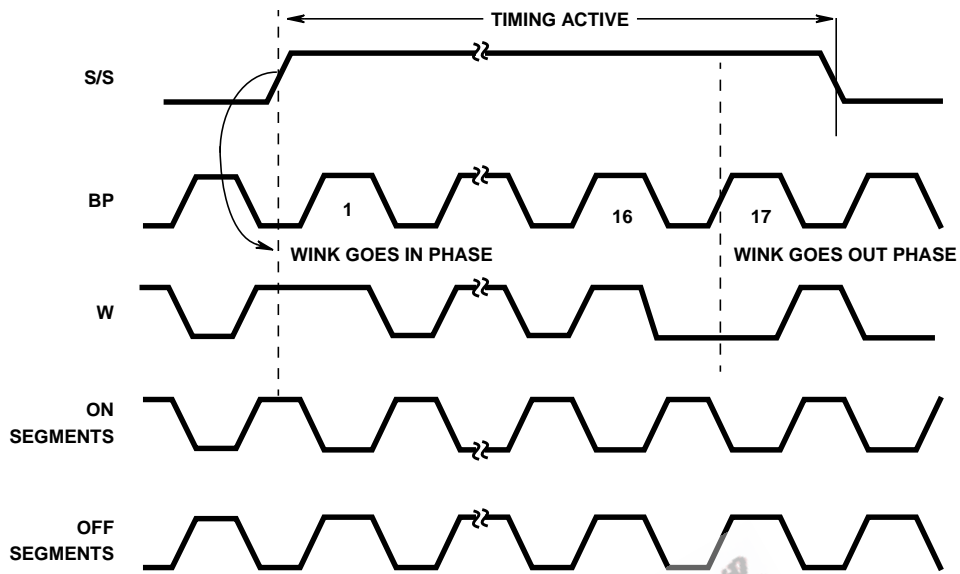 TIMING ACTIVE
S/S
BP
1
16
17
WINK GOES IN PHASE
WINK GOES OUT PHASE
W
ON
SEGMENTS
OFF
SEGMENTS